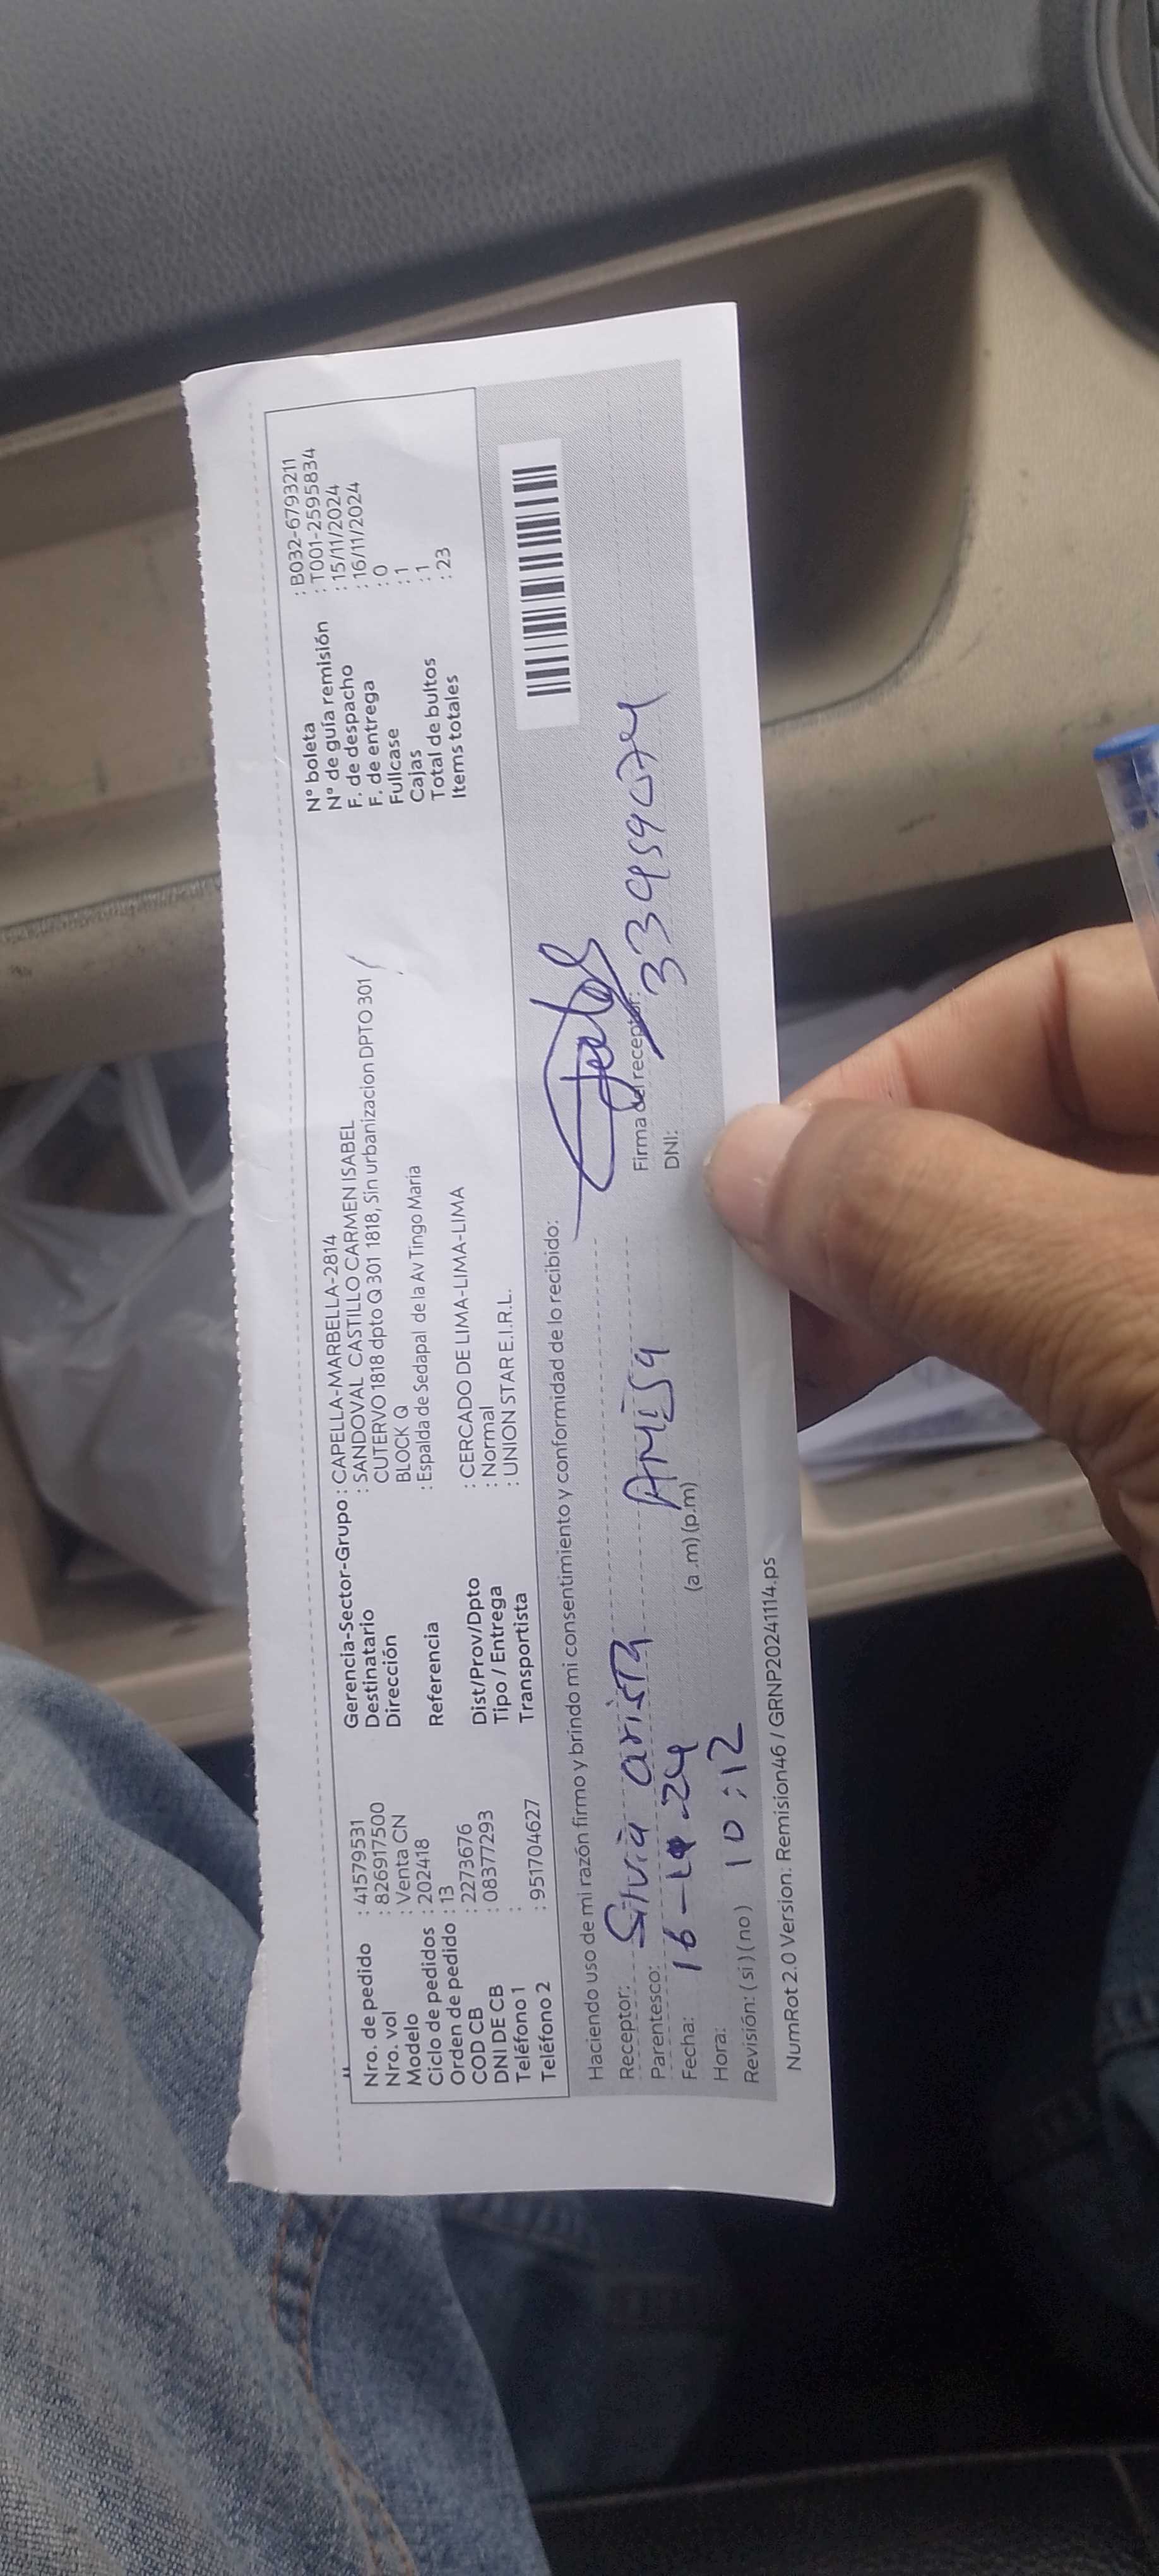 Nro. de pedido : 41579531
Nro. vol : 826917500
Modelo : Venta CN
Ciclo de pedidos : 202418
Orden de pedido : 13
COD CB : 2273676
DNI DE CB : 08377293
Teléfono 1 :
Teléfono 2 : 951704627
Gerencia-Sector-Grupo : CAPELLA-MARBELLA-2814
Destinatario : SANDOVAL CASTILLO CARMEN ISABEL
Dirección CUTERVO 1818 dpto Q 301 1818, Sin urbanizacion DPTO 301
BLOCK Q
Referencia : Espalda de Sedapal de la Av Tingo Maria
Dist/Prov/Dpto : CERCADO DE LIMA-LIMA-LIMA
Tipo / Entrega : Normal
Transportista : UNION STAR E.I.R.L.
N° boleta : B032-6793211
N° de guía remisión : T001-2595834
F. de despacho : 15/11/2024
F. de entrega : 16/11/2024
Fullcase : 0
Cajas : 1
Total de bultos : 1
Items totales : 23
Haciendo uso de mi razón firmo y brindo mi consentimiento y conformidad de lo recibido:
Receptor: Silvia arista
Parentesco: Amisa
Fecha: 16-11-24
Hora: 10:12 (a .m) (p.m)
Revisión: ( si ) ( no )
Firma del receptor:
DNI: 33959074
NumRot 2.0 Version: Remision46 / GRNP20241114.ps